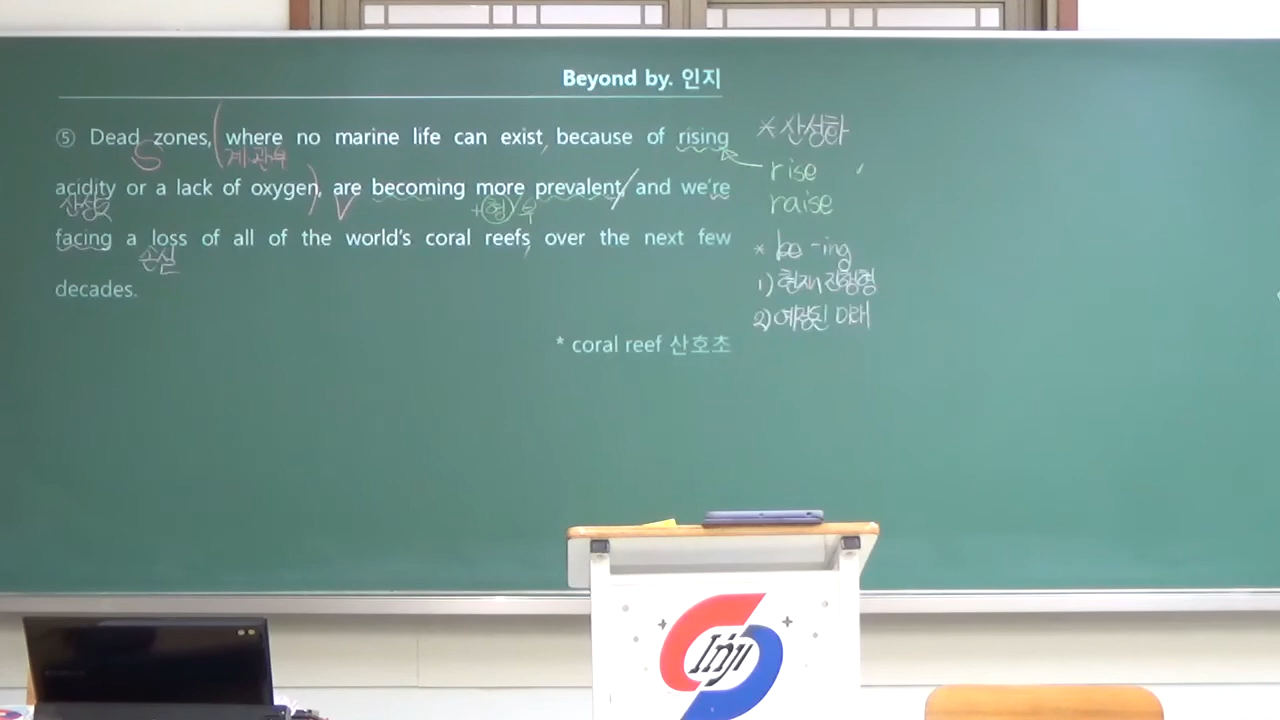 Beyond by. 인지
⑤ Dead zones, where no marine life can exist, because of rising
S
계·관부
acidity or a lack of oxygen, are becoming more prevalent, and we're
산성도
V
+형/부
facing a loss of all of the world's coral reefs over the next few
손실
decades.
* coral reef 산호초
* 산성화
rise
raise
* be -ing
1) 현재 진행형
2) 예정된 미래
Inji